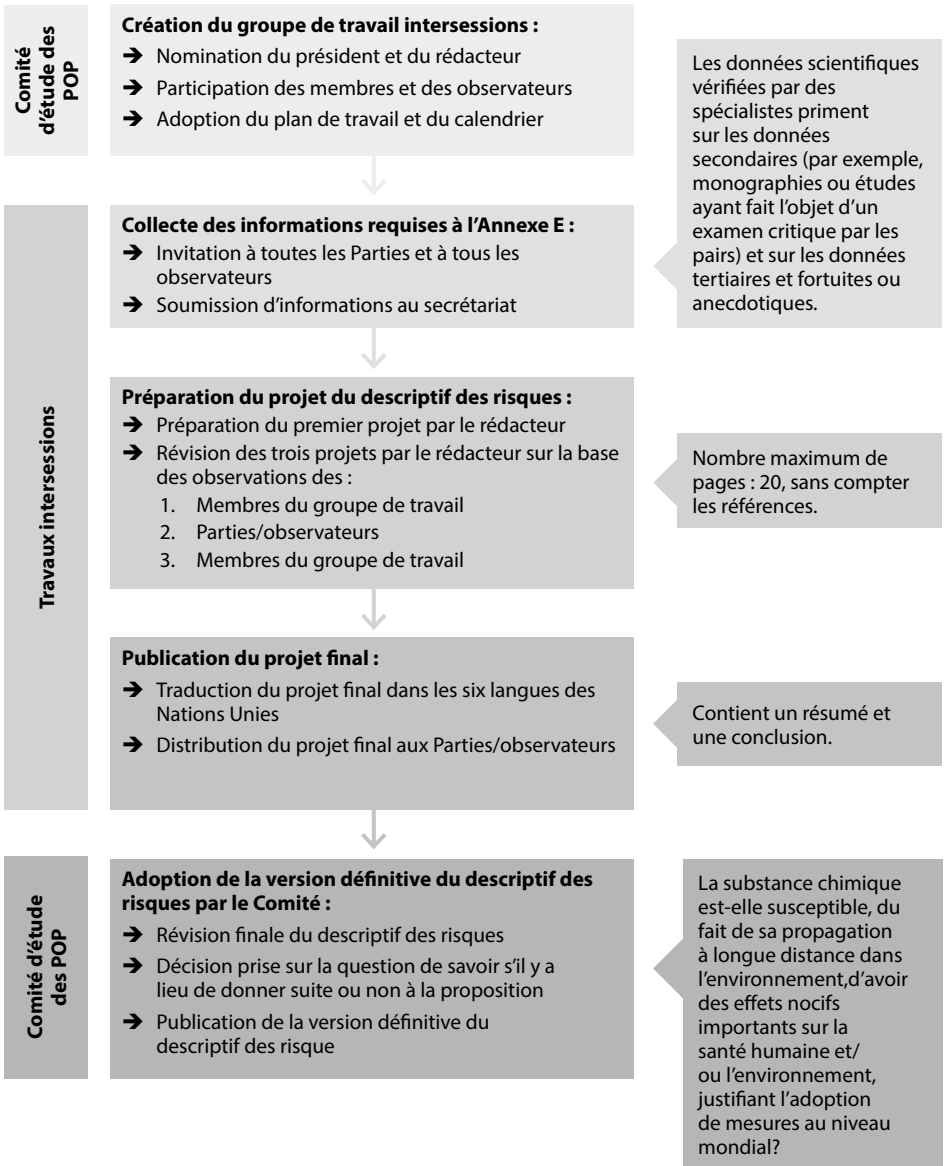 Comité
d'étude des
POP
Création du groupe de travail intersessions :
➔ Nomination du président et du rédacteur
➔ Participation des membres et des observateurs
➔ Adoption du plan de travail et du calendrier
Les données scientifiques
vérifiées par des
spécialistes priment
sur les données
secondaires (par exemple,
monographies ou études
ayant fait l'objet d'un
examen critique par les
pairs) et sur les données
tertiaires et fortuites ou
anecdotiques.
Travaux intersessions
Collecte des informations requises à l'Annexe E :
➔ Invitation à toutes les Parties et à tous les
observateurs
➔ Soumission d'informations au secrétariat
Préparation du projet du descriptif des risques :
➔ Préparation du premier projet par le rédacteur
➔ Révision des trois projets par le rédacteur sur la base
des observations des :
1. Membres du groupe de travail
2. Parties/observateurs
3. Membres du groupe de travail
Nombre maximum de
pages : 20, sans compter
les références.
Publication du projet final :
➔ Traduction du projet final dans les six langues des
Nations Unies
➔ Distribution du projet final aux Parties/observateurs
Contient un résumé et
une conclusion.
Comité d'étude
des POP
Adoption de la version définitive du descriptif des
risques par le Comité :
➔ Révision finale du descriptif des risques
➔ Décision prise sur la question de savoir s'il y a
lieu de donner suite ou non à la proposition
➔ Publication de la version définitive du
descriptif des risque
La substance chimique
est-elle susceptible, du
fait de sa propagation
à longue distance dans
l'environnement,d'avoir
des effets nocifs
importants sur la
santé humaine et/
ou l'environnement,
justifiant l'adoption
de mesures au niveau
mondial?